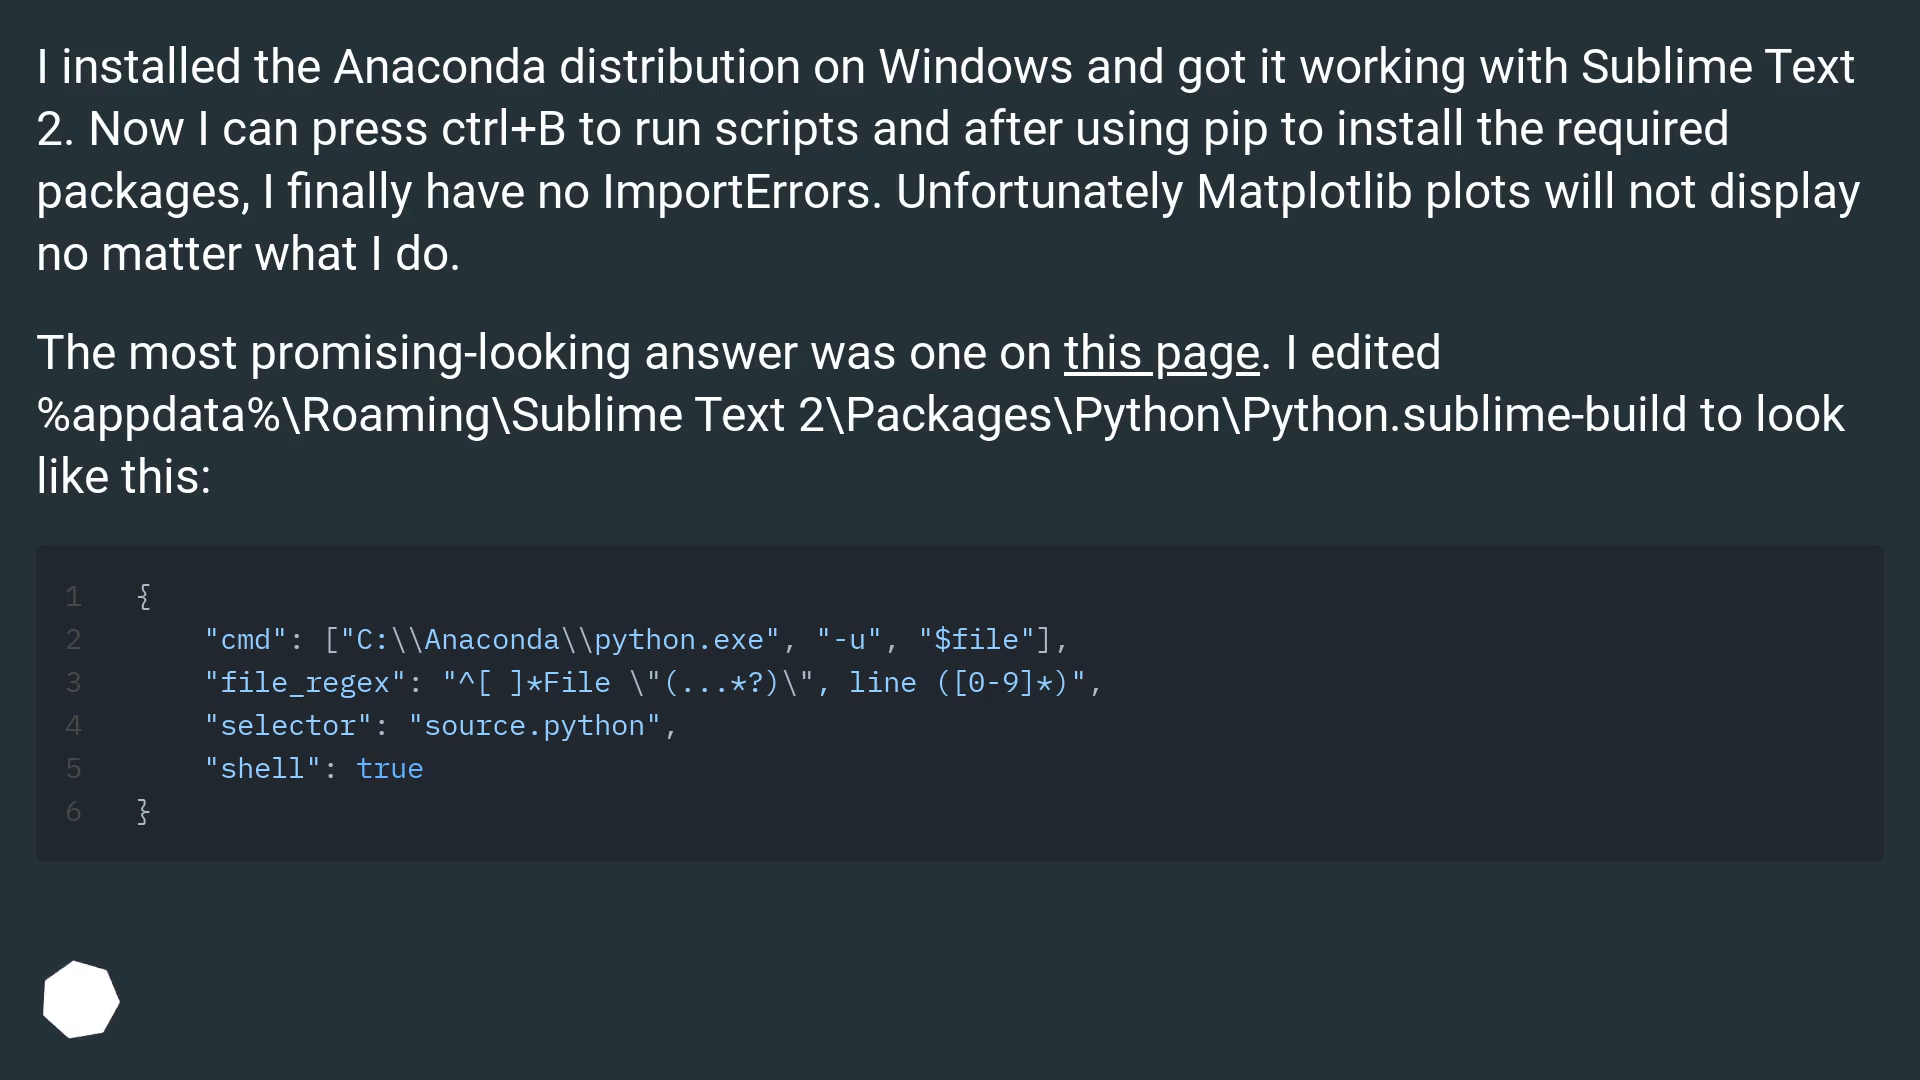 I installed the Anaconda distribution on Windows and got it working with Sublime Text
2. Now I can press ctrl+B to run scripts and after using pip to install the required
packages, I finally have no ImportErrors. Unfortunately Matplotlib plots will not display
no matter what I do.
The most promising-looking answer was one on this page. I edited
%appdata%\Roaming\Sublime Text 2\Packages\Python\Python.sublime-build to look
like this:
1 {
2     "cmd": ["C:\\Anaconda\\python.exe", "-u", "$file"],
3     "file_regex": "^[ ]*File \"(...*?)\", line ([0-9]*)",
4     "selector": "source.python",
5     "shell": true
6 }